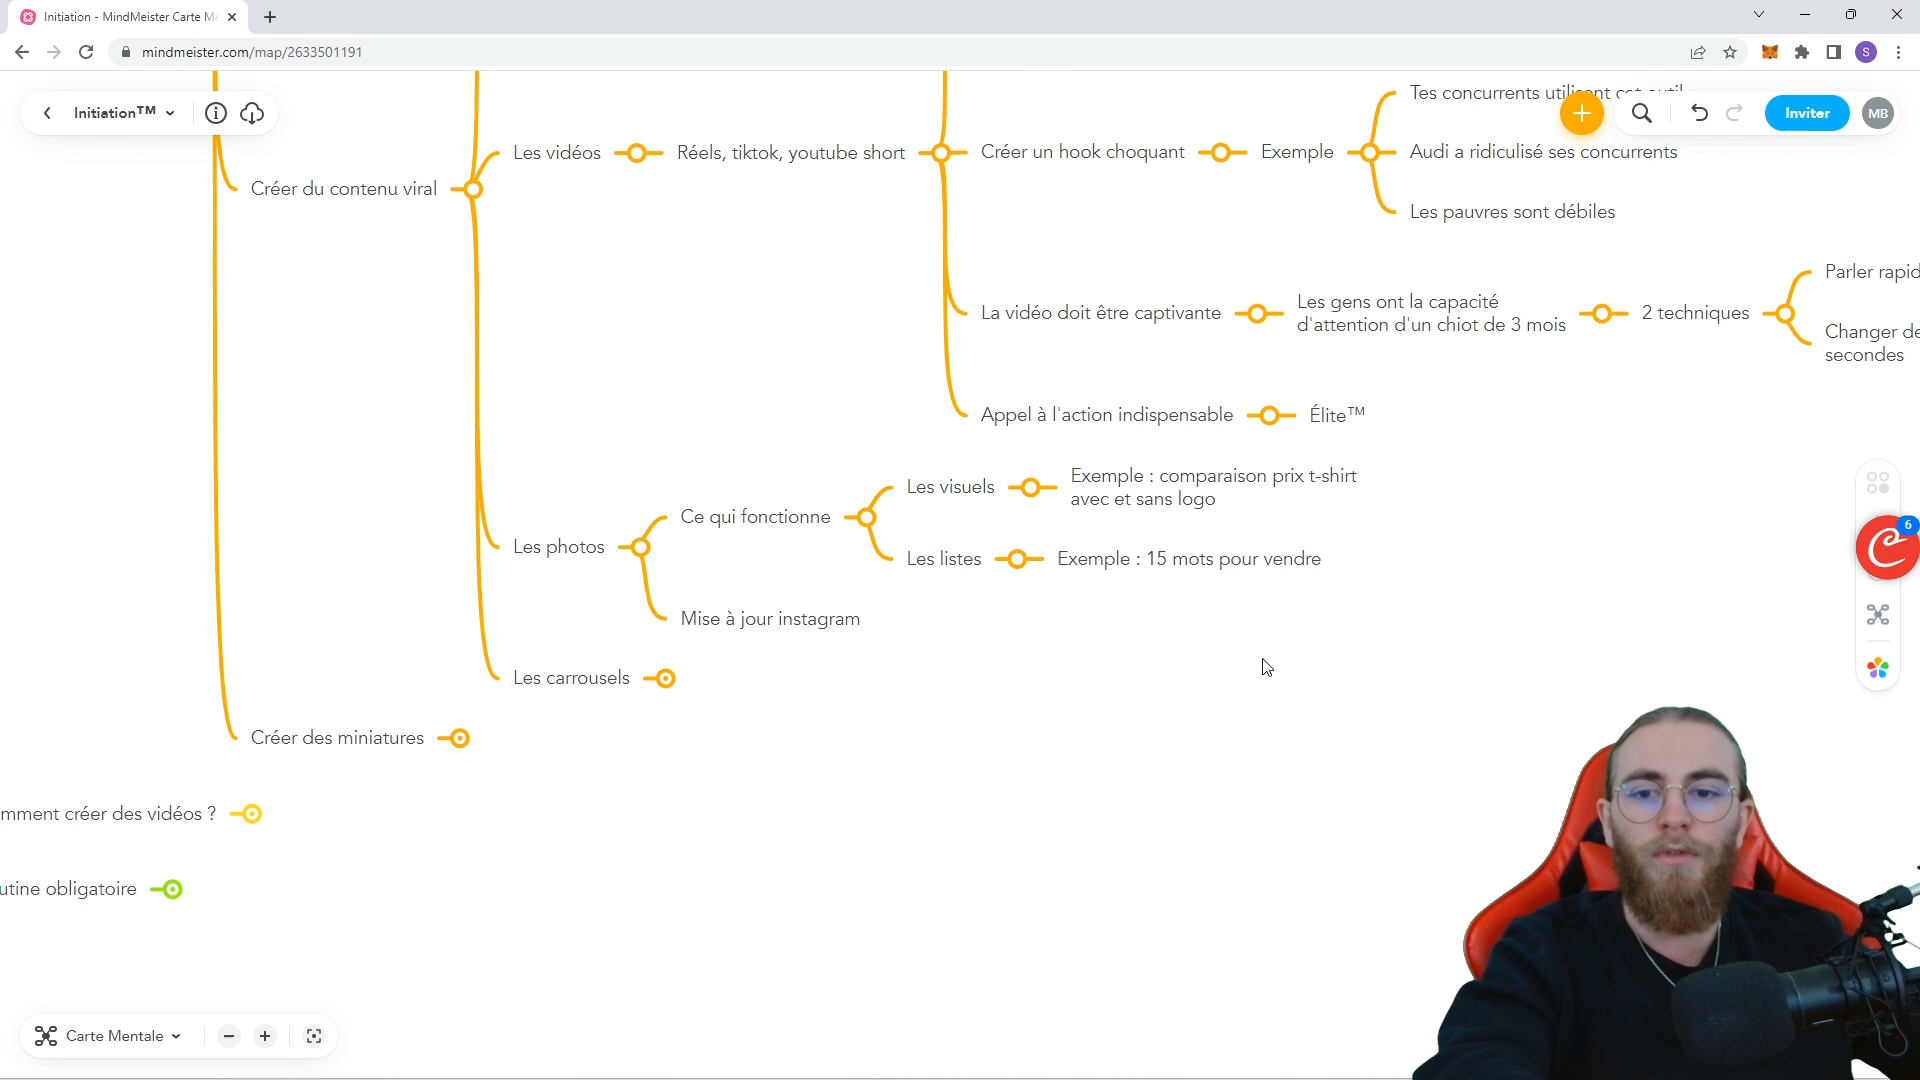 Initiation - MindMeister Carte Me
mindmeister.com/map/2633501191
S
Initiation™
Inviter
MB
Tes concurrents utilisent cet outil
Les vidéos
Réels, tiktok, youtube short
Créer un hook choquant
Exemple
Audi a ridiculisé ses concurrents
Créer du contenu viral
Les pauvres sont débiles
Parler rapid
La vidéo doit être captivante
Les gens ont la capacité
d'attention d'un chiot de 3 mois
2 techniques
Changer de
secondes
Appel à l'action indispensable
Élite™
Les visuels
Exemple : comparaison prix t-shirt
avec et sans logo
Ce qui fonctionne
Les photos
Les listes
Exemple : 15 mots pour vendre
6
Mise à jour instagram
Les carrousels
Créer des miniatures
mment créer des vidéos ?
utine obligatoire
Carte Mentale